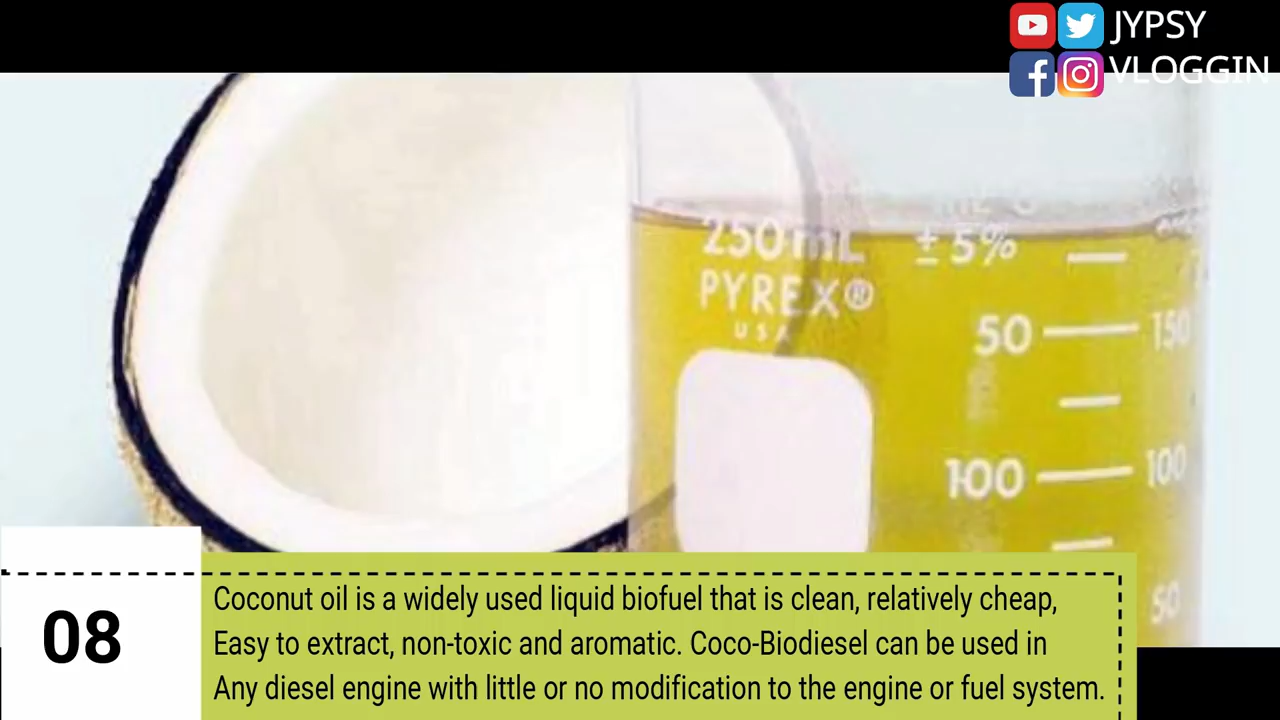 JYPSY
VLOGGIN
250 mL
± 5%
PYREX®
USA
50
150
100
100
50
08
Coconut oil is a widely used liquid biofuel that is clean, relatively cheap,
Easy to extract, non-toxic and aromatic. Coco-Biodiesel can be used in
Any diesel engine with little or no modification to the engine or fuel system.